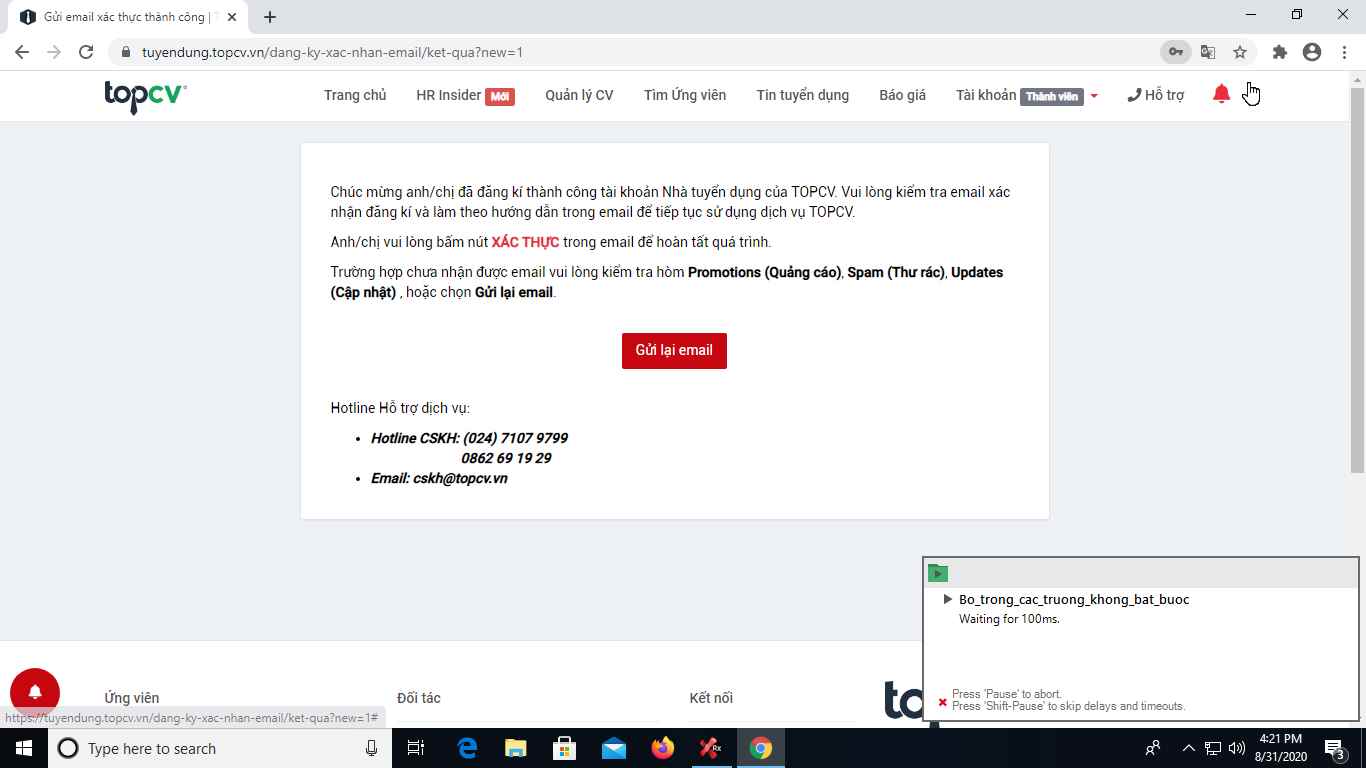 Gửi email xác thực thành công |
tuyendung.topcv.vn/dang-ky-xac-nhan-email/ket-qua?new=1
topcv
Trang chủ HR Insider Mới Quản lý CV Tìm Ứng viên Tin tuyển dụng Báo giá Tài khoản Thành viên Hỗ trợ
Chúc mừng anh/chị đã đăng kí thành công tài khoản Nhà tuyển dụng của TOPCV. Vui lòng kiểm tra email xác
nhận đăng kí và làm theo hướng dẫn trong email để tiếp tục sử dụng dịch vụ TOPCV.
Anh/chị vui lòng bấm nút XÁC THỰC trong email để hoàn tất quá trình.
Trường hợp chưa nhận được email vui lòng kiểm tra hòm Promotions (Quảng cáo), Spam (Thư rác), Updates
(Cập nhật) , hoặc chọn Gửi lại email.
Gửi lại email
Hotline Hỗ trợ dịch vụ:
• Hotline CSKH: (024) 7107 9799
0862 69 19 29
• Email: cskh@topcv.vn
Bo_trong_cac_truong_khong_bat_buoc
Waiting for 100ms.
Press 'Pause' to abort.
Press 'Shift-Pause' to skip delays and timeouts.
Ứng viên Đối tác Kết nối
https://tuyendung.topcv.vn/dang-ky-xac-nhan-email/ket-qua?new=1#
Type here to search
Rx
4:21 PM
8/31/2020
3